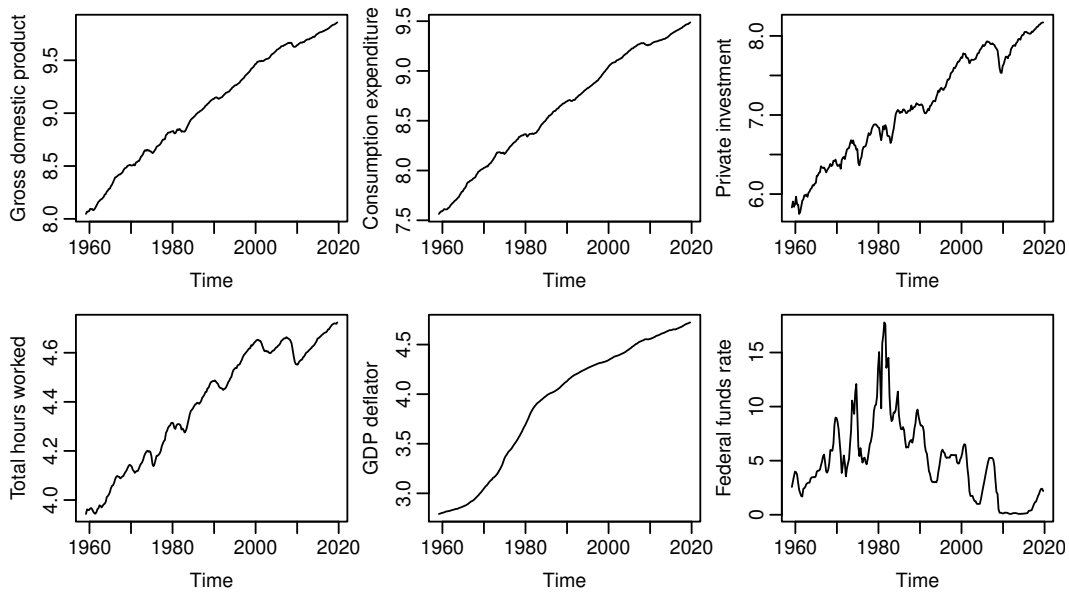 Gross domestic product
8.0 8.5 9.0 9.5
1960 1980 2000 2020
Time
Consumption expenditure
7.5 8.0 8.5 9.0 9.5
1960 1980 2000 2020
Time
Private investment
6.0 7.0 8.0
1960 1980 2000 2020
Time
Total hours worked
4.0 4.2 4.4 4.6
1960 1980 2000 2020
Time
GDP deflator
3.0 3.5 4.0 4.5
1960 1980 2000 2020
Time
Federal funds rate
0 5 10 15
1960 1980 2000 2020
Time